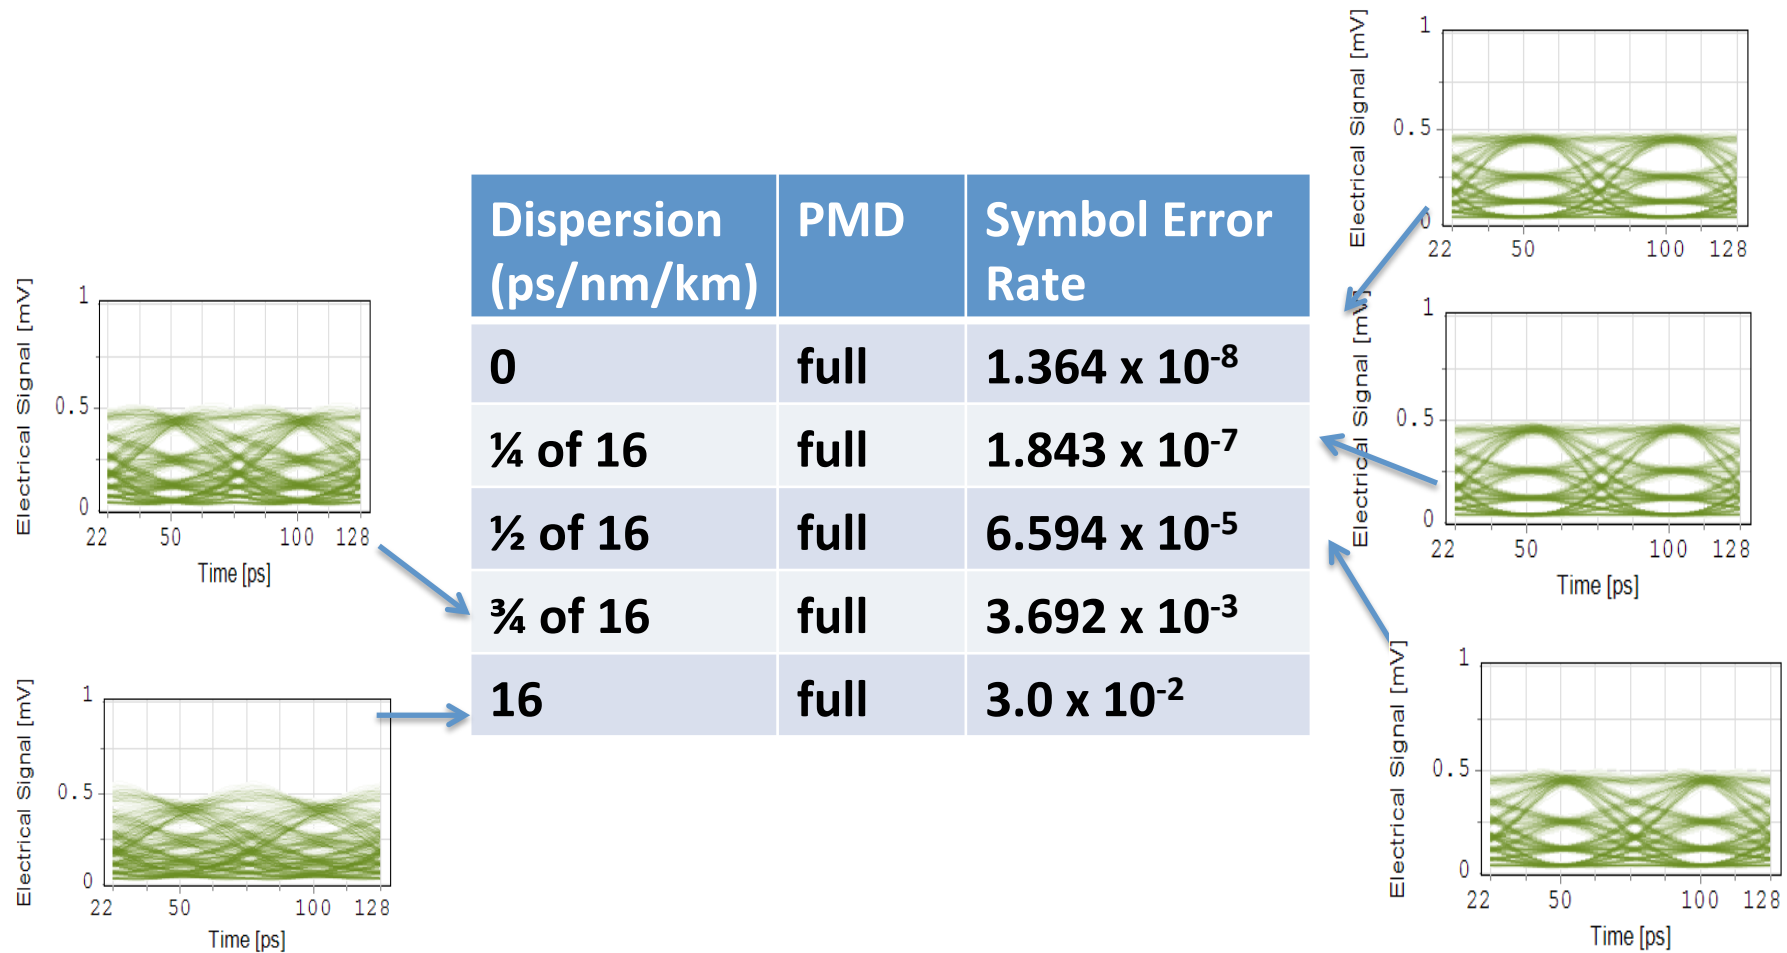 Dispersion
(ps/nm/km)
PMD
Symbol Error
Rate
0 full 1.364 x 10⁻⁸
¼ of 16 full 1.843 x 10⁻⁷
½ of 16 full 6.594 x 10⁻⁵
¾ of 16 full 3.692 x 10⁻³
16 full 3.0 x 10⁻²
Electrical Signal [mV]
1
0.5
0
22 50 100 128
Time [ps]
Electrical Signal [mV]
1
0.5
0
22 50 100 128
Time [ps]
Electrical Signal [mV]
1
0.5
0
22 50 100 128
Electrical Signal [mV]
1
0.5
0
22 50 100 128
Time [ps]
Electrical Signal [mV]
1
0.5
0
22 50 100 128
Time [ps]